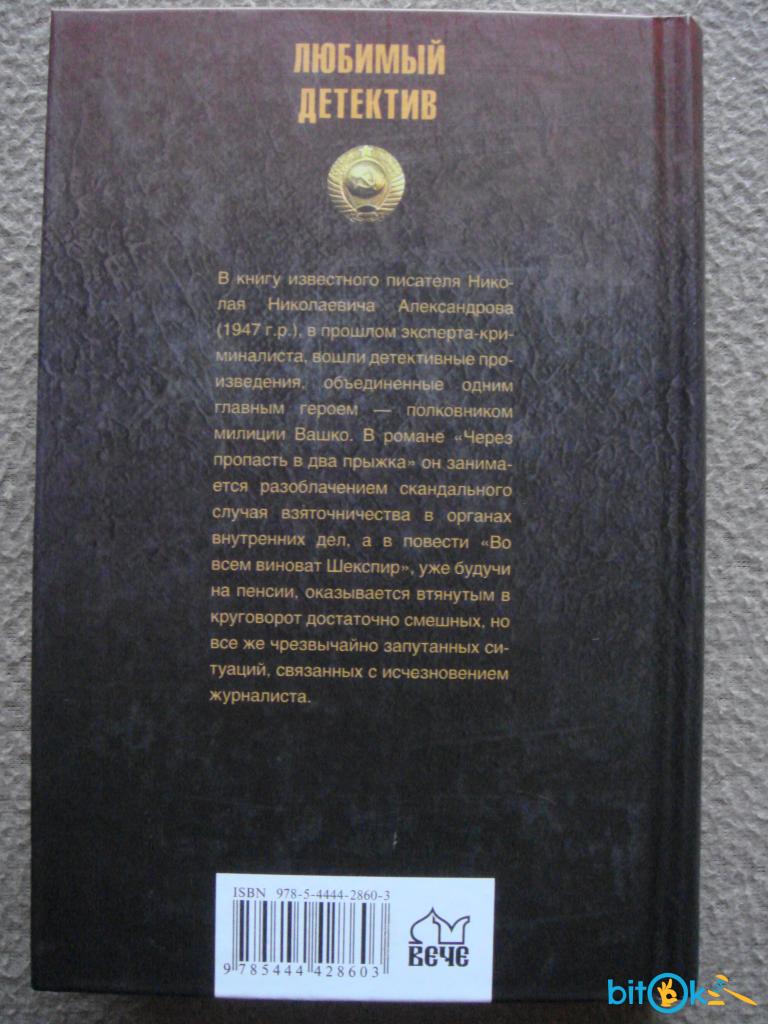 ЛЮБИМЫЙ
ДЕТЕКТИВ
В книгу известного писателя Нико-
лая Николаевича Александрова
(1947 г.р.), в прошлом эксперта-кри-
миналиста, вошли детективные про-
изведения, объединенные одним
главным героем — полковником
милиции Вашко. В романе «Через
пропасть в два прыжка» он занима-
ется разоблачением скандального
случая взяточничества в органах
внутренних дел, а в повести «Во
всем виноват Шекспир», уже будучи
на пенсии, оказывается втянутым в
круговорот достаточно смешных, но
все же чрезвычайно запутанных си-
туаций, связанных с исчезновением
журналиста.
ISBN 978-5-4444-2860-3
9 785444 428603
ВЕЧЕ
bitOk